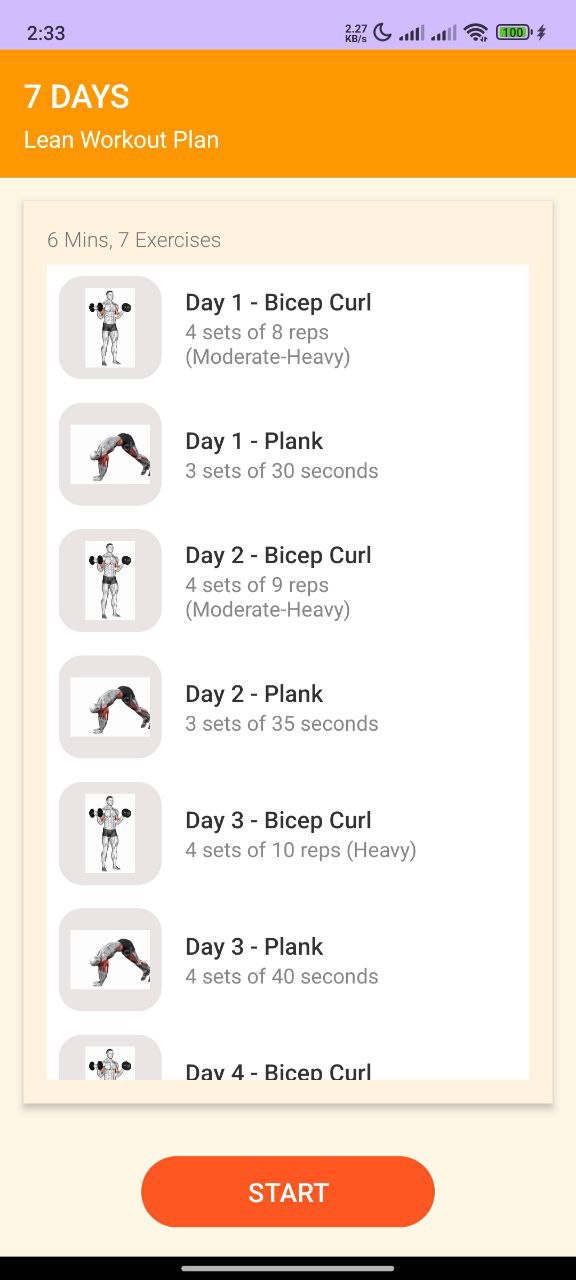 2:33
2.27
KB/s
100
7 DAYS
Lean Workout Plan
6 Mins, 7 Exercises
Day 1 - Bicep Curl
4 sets of 8 reps
(Moderate-Heavy)
Day 1 - Plank
3 sets of 30 seconds
Day 2 - Bicep Curl
4 sets of 9 reps
(Moderate-Heavy)
Day 2 - Plank
3 sets of 35 seconds
Day 3 - Bicep Curl
4 sets of 10 reps (Heavy)
Day 3 - Plank
4 sets of 40 seconds
Day 4 - Bicep Curl
START